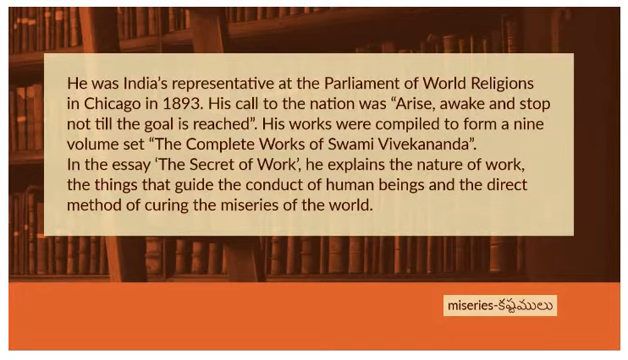 He was India's representative at the Parliament of World Religions
in Chicago in 1893. His call to the nation was “Arise, awake and stop
not till the goal is reached”. His works were compiled to form a nine
volume set “The Complete Works of Swami Vivekananda”.
In the essay ‘The Secret of Work’, he explains the nature of work,
the things that guide the conduct of human beings and the direct
method of curing the miseries of the world.
miseries-కష్టములు